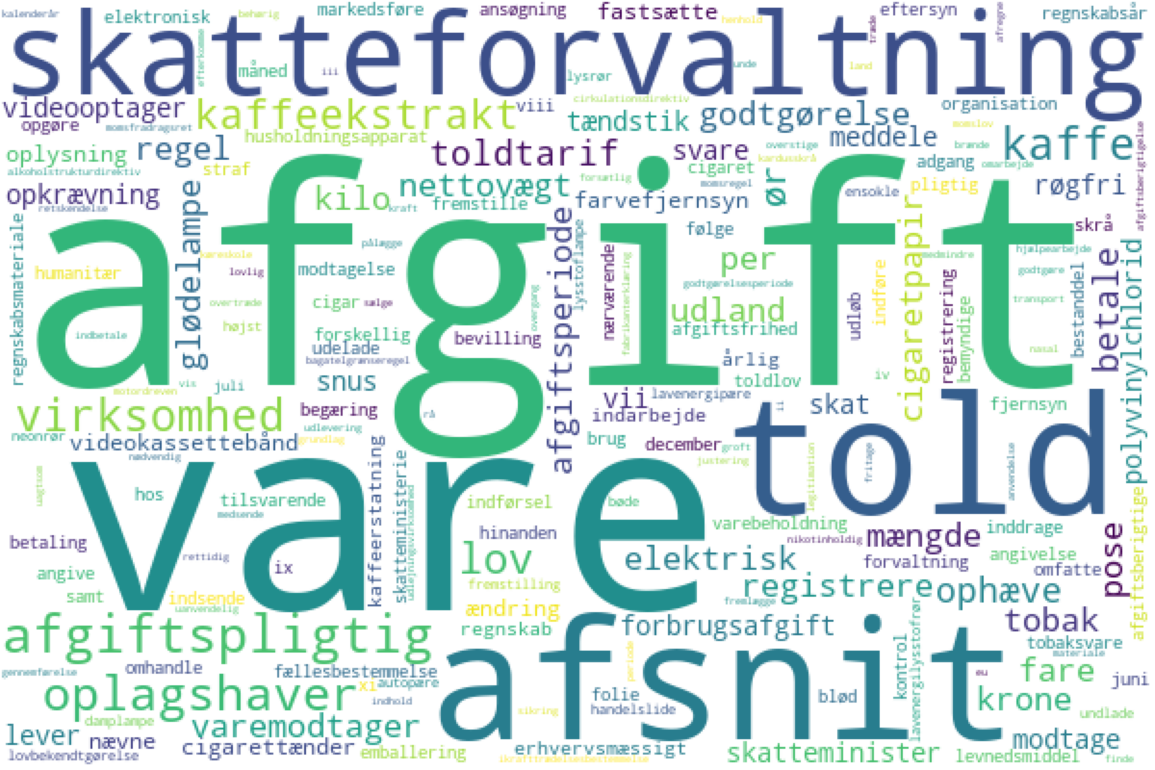 kalenderår
behørig
elektronisk
markedsføre
ansøgning
fastsætte
henhold
eftersyn
regnskabsår
skatteforvaltning
efterkomme
træde
afregne
måned
iii
lysrør
unde
land
videooptager
kaffeekstrakt
viii
cirkulationsdirektiv
tændstik
godtgørelse
organisation
opgøre
momsfradragsret
husholdningsapparat
meddele
momslov
brænde
kaffe
oplysning
regel
toldtarif
svare
overstige
kardusskrå
adgang
omarbejde
alkoholstrukturdirektiv
straf
forsætlig
cigaret
momsregel
afgiftsberigtigelse
opkrævning
glødelampe
kilo
nettovægt
fremstille
farvefjernsyn
ør
ensokle
pligtig
røgfri
retskendelse
kraft
afgift
følge
cigaretpapir
skrå
regnskabsmateriale
pålægge
køreskole
lovlig
modtagelse
afgiftsperiode
lysstoflampe
nærværende
per
godtgørelsesperiode
hjælpearbejde
medmindre
godtgøre
humanitær
overtræde
cigar
sælge
overgang
fabrikanterklæring
udland
udløb
indføre
registrering
bemyndige
transport
bestanddel
betale
polyvinylchlorid
højst
forskellig
bevilling
afgiftsfrihed
indbetale
udelade
bagatelgrænseregel
årlig
nasal
motordreven
vis
juli
snus
toldlov
iv
virksomhed
begæring
rå
vii
lavenergipære
skat
fjernsyn
indarbejde
ii
told
neonrør
videokassettebånd
udlevering
grundlag
brug
december
groft
nødvendig
justering
legitimation
fritage
anvendelse
vare
uagtsom
hos
tilsvarende
medsende
kaffeerstatning
skatteministerie
udlejningsvirksomhed
indførsel
bøde
hinanden
varebeholdning
nikotinholdig
mængde
inddrage
afgiftsberigtige
betaling
rettidig
ix
lov
elektrisk
forvaltning
angivelse
pose
angive
samt
indsende
uanvendelig
fremstilling
registrere
omfatte
ophæve
ændring
fremlægge
afgiftspligtig
regnskab
afsnit
forbrugsafgift
tobak
gennemførelse
omhandle
fællesbestemmelse
periode
kontrol
lavenergilysstofrør
tobaksvare
materiale
oplagshaver
xi
autopære
indhold
folie
handelslide
blød
eu
fare
juni
krone
damplampe
varemodtager
sikring
undlade
lever
nævne
modtage
lovbekendtgørelse
cigarettænder
emballering
erhvervsmæssigt
ikrafttrædelsesbestemmelse
skatteminister
levnedsmiddel
finde